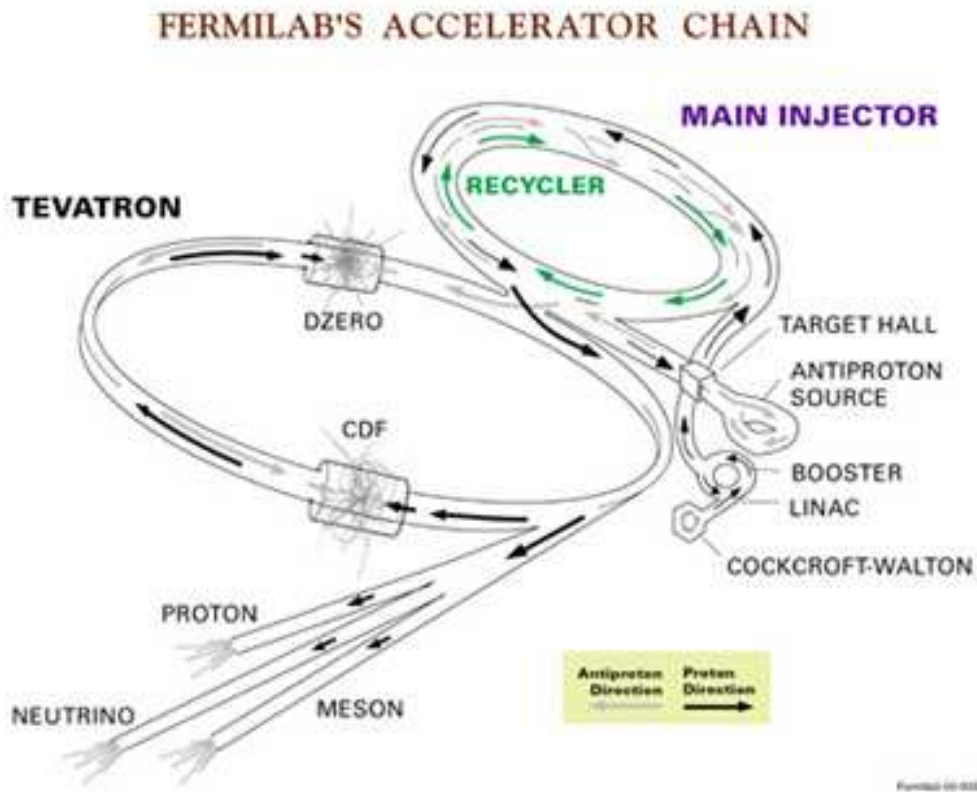 FERMILAB'S ACCELERATOR CHAIN
MAIN INJECTOR
RECYCLER
TEVATRON
DZERO
TARGET HALL
ANTIPROTON
SOURCE
CDF
BOOSTER
LINAC
COCKCROFT-WALTON
PROTON
NEUTRINO
MESON
Antiproton Direction
Proton Direction